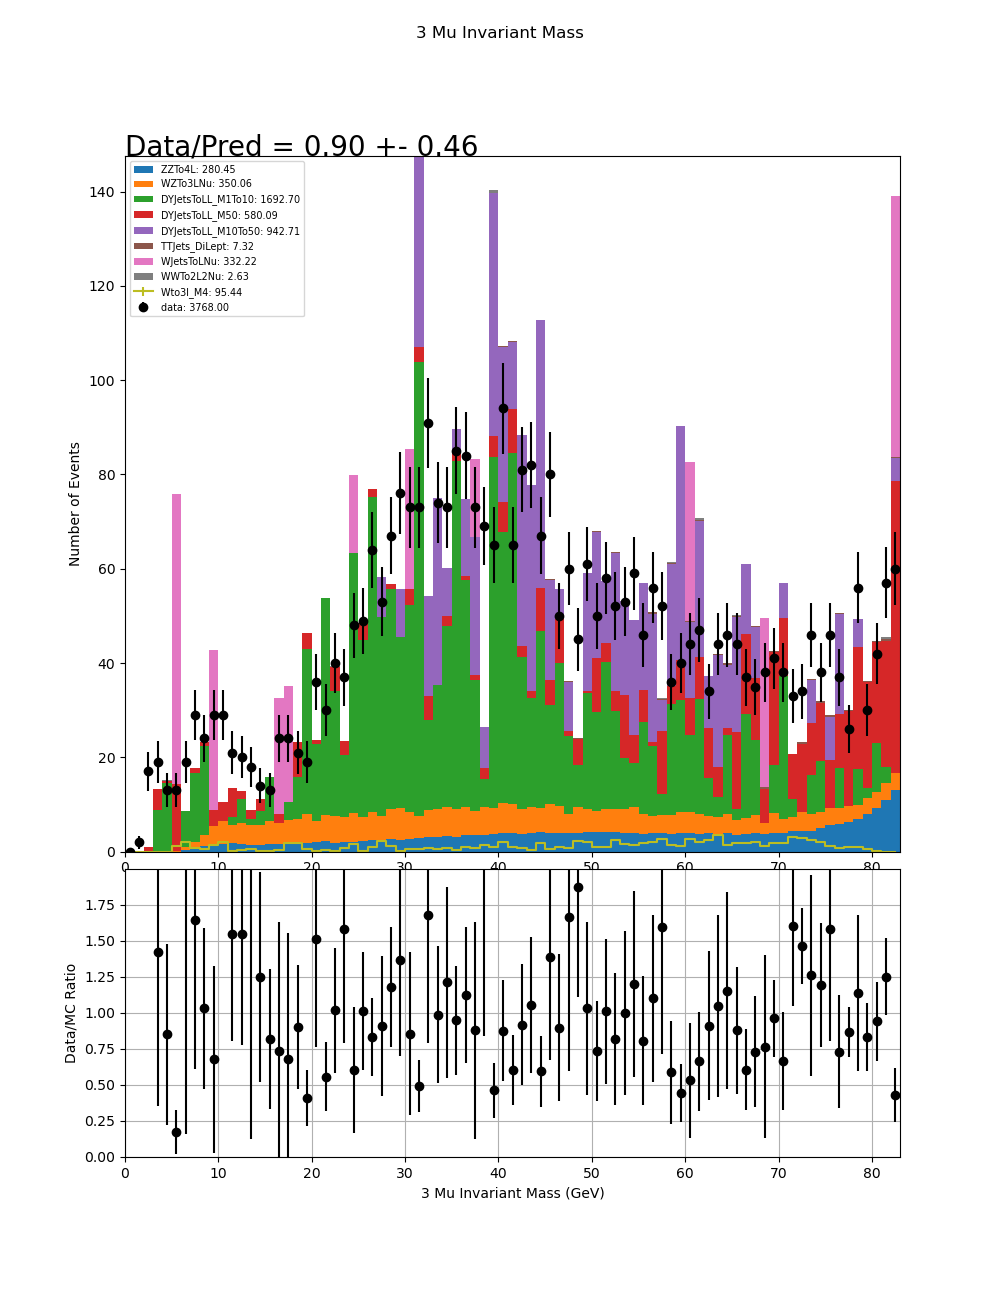 3 Mu Invariant Mass
Data/Pred = 0.90 +- 0.46
ZZTo4L: 280.45
WZTo3LNu: 350.06
DYJetsToLL_M1To10: 1692.70
DYJetsToLL_M50: 580.09
DYJetsToLL_M10To50: 942.71
TTJets_DiLept: 7.32
WJetsToLNu: 332.22
WWTo2L2Nu: 2.63
Wto3l_M4: 95.44
data: 3768.00
Number of Events
140
120
100
80
60
40
20
0
0 10 20 30 40 50 60 70 80
Data/MC Ratio
1.75
1.50
1.25
1.00
0.75
0.50
0.25
0.00
0 10 20 30 40 50 60 70 80
3 Mu Invariant Mass (GeV)